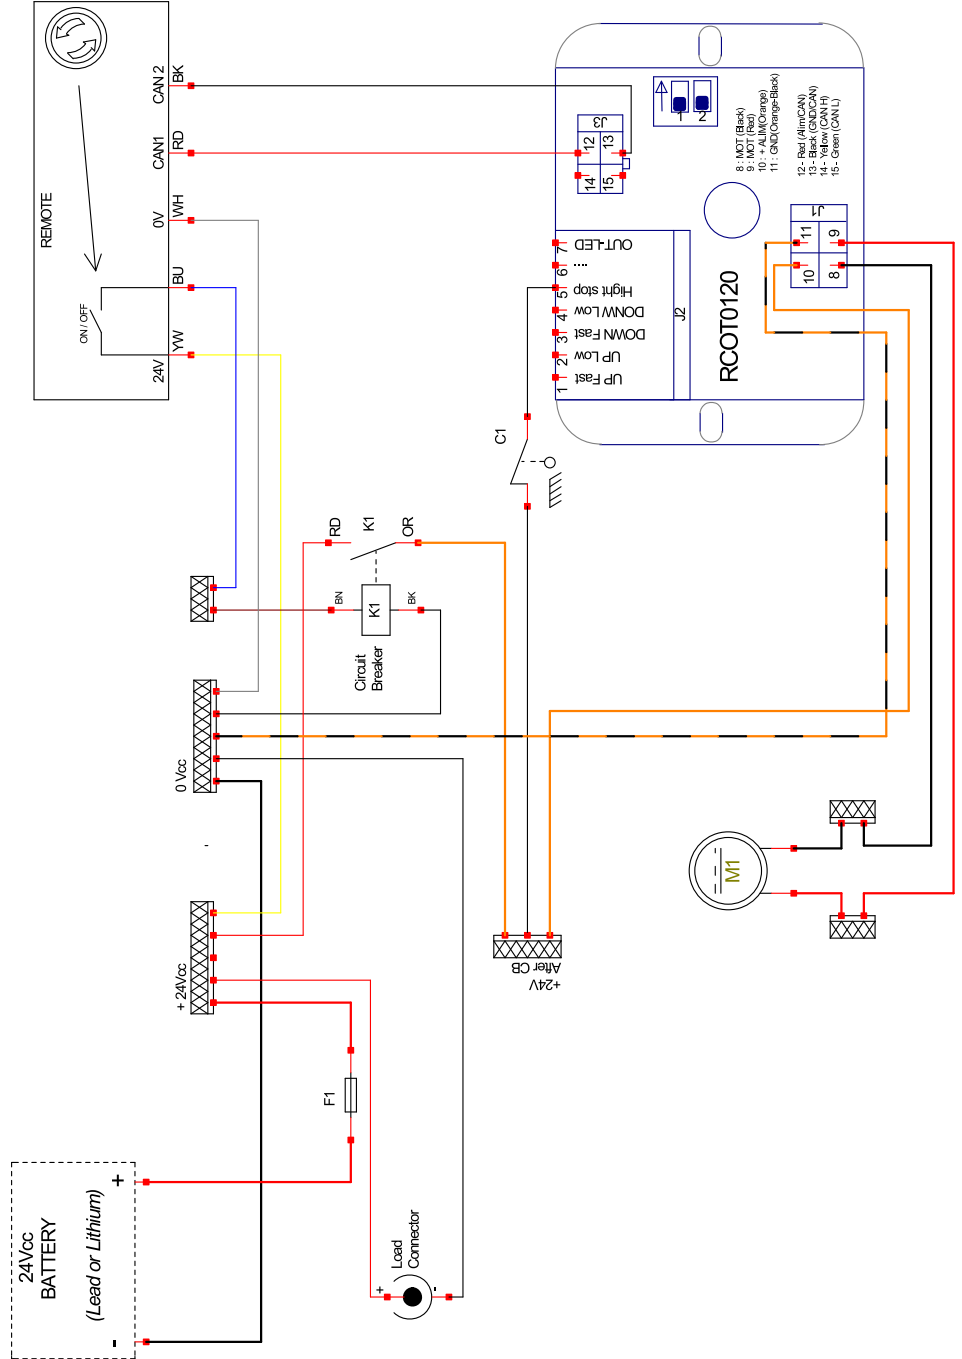 REMOTE
ON / OFF
CAN 2
BK
CAN1
RD
0V
WH
BU
24V
YW
J3
12
13
14
15
1
2
8 : MOT (Black)
9 : MOT (Red)
10 : + ALIM(Orange)
11 : GND(Orange-Black)
12 - Red (Alim/CAN)
13 - Black (GND/CAN)
14 - Yellow (CAN H)
15 - Green (CAN L)
J1
11
9
10
8
7 OUT-LED
6 ....
5 Hight stop
4 DONW Low
3 DOWN Fast
2 UP Low
1 UP Fast
J2
RCOT0120
C1
RD
K1
OR
BN
K1
BK
Circuit
Breaker
0 Vcc
-
+ 24Vcc
+24V
After CB
M1
F1
24Vcc
BATTERY
(Lead or Lithium)
+
-
Load
Connector
+
-